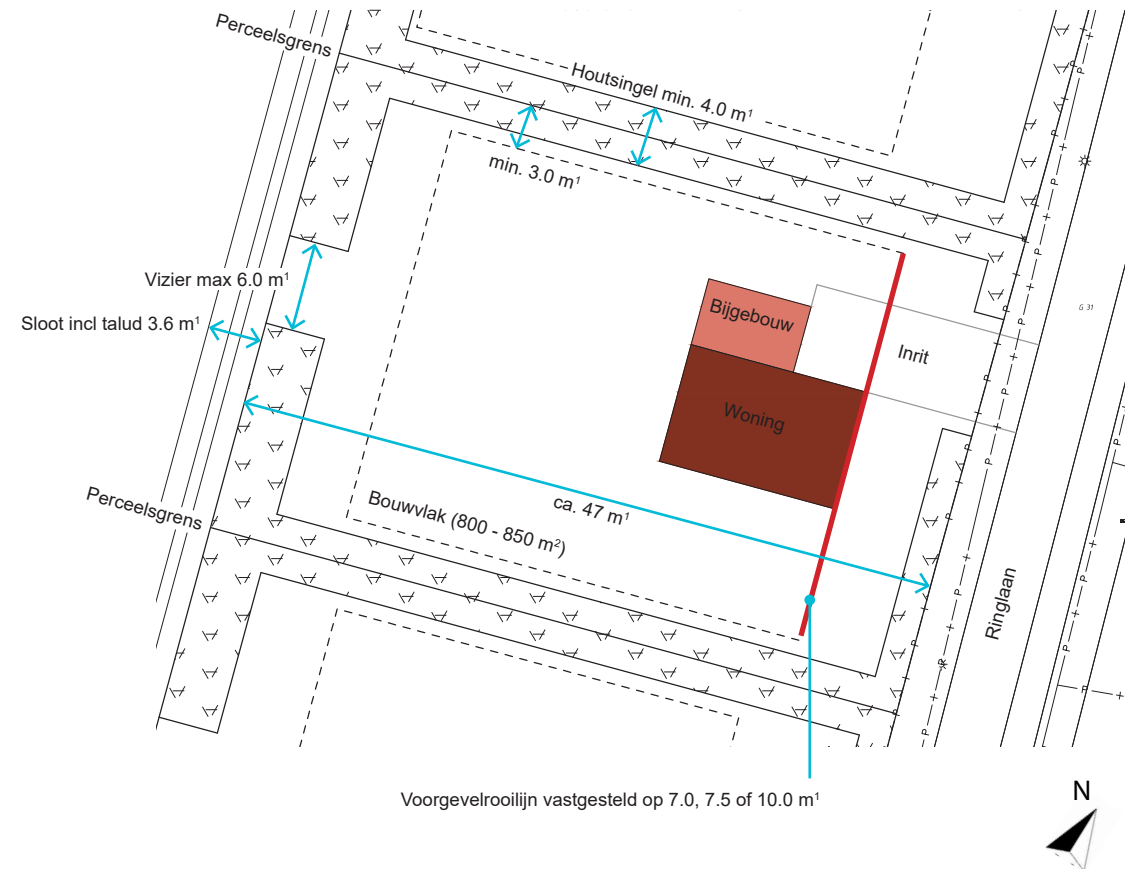 Perceelsgrens
Houtsingel min. 4.0 m¹
min. 3.0 m¹
Vizier max 6.0 m¹
Sloot incl talud 3.6 m¹
Bijgebouw
Inrit
G 31
Woning
Perceelsgrens
Bouwvlak (800 - 850 m²)
ca. 47 m¹
Ringlaan
Voorgevelrooilijn vastgesteld op 7.0, 7.5 of 10.0 m¹
N